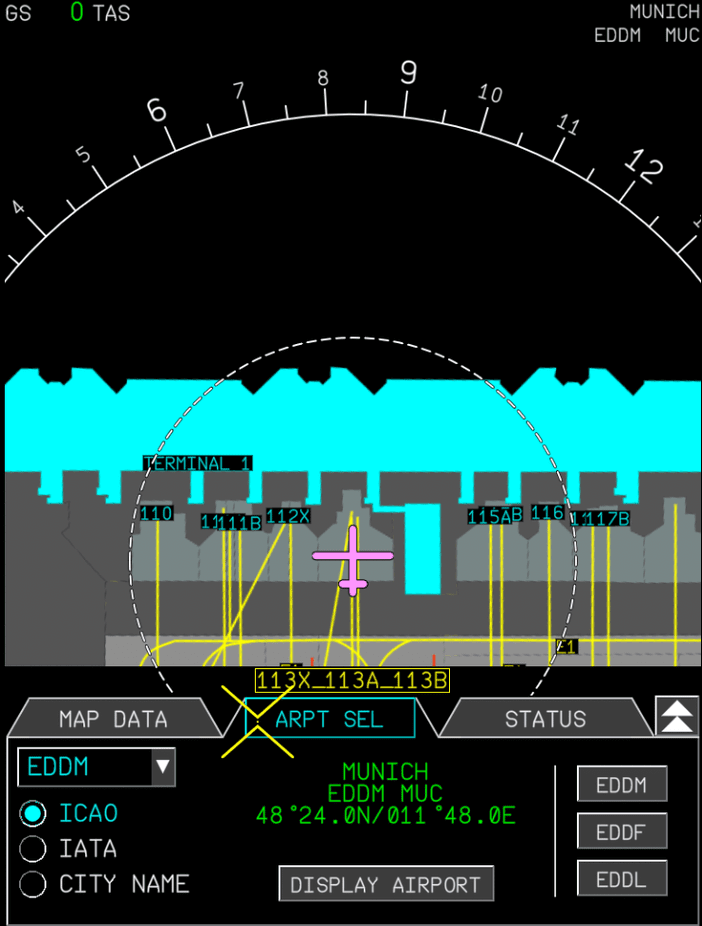 GS 0 TAS
MUNICH
EDDM MUC
4 5 6 7 8 9 10 11 12
TERMINAL 1
110 111B 112X 115AB 116 117B
E1
113X_113A_113B
MAP DATA ARPT SEL STATUS
EDDM MUNICH EDDM
EDDM MUC
ICAO 48°24.0N/011°48.0E EDDF
IATA
CITY NAME DISPLAY AIRPORT EDDL